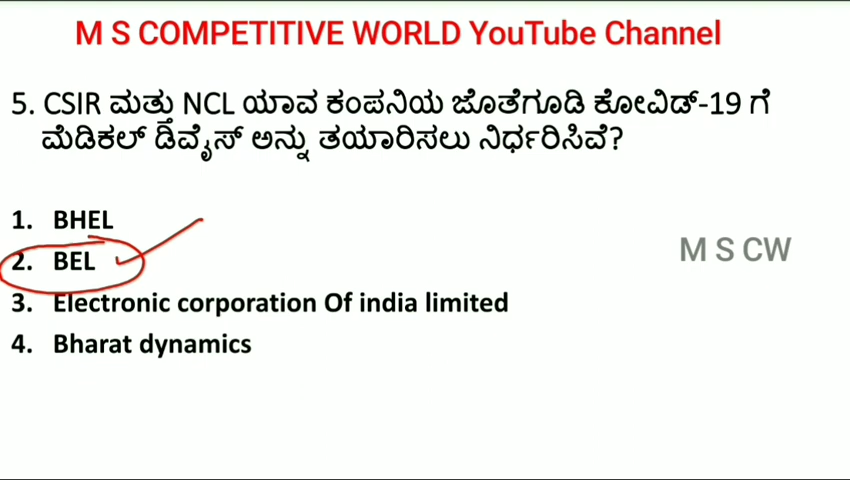 M S COMPETITIVE WORLD YouTube Channel
5. CSIR ಮತ್ತು NCL ಯಾವ ಕಂಪನಿಯ ಜೊತೆಗೂಡಿ ಕೋವಿಡ್-19 ಗೆ
ಮೆಡಿಕಲ್ ಡಿವೈಸ್ ಅನ್ನು ತಯಾರಿಸಲು ನಿರ್ಧರಿಸಿವೆ?
1. BHEL
2. BEL
M S CW
3. Electronic corporation Of india limited
4. Bharat dynamics